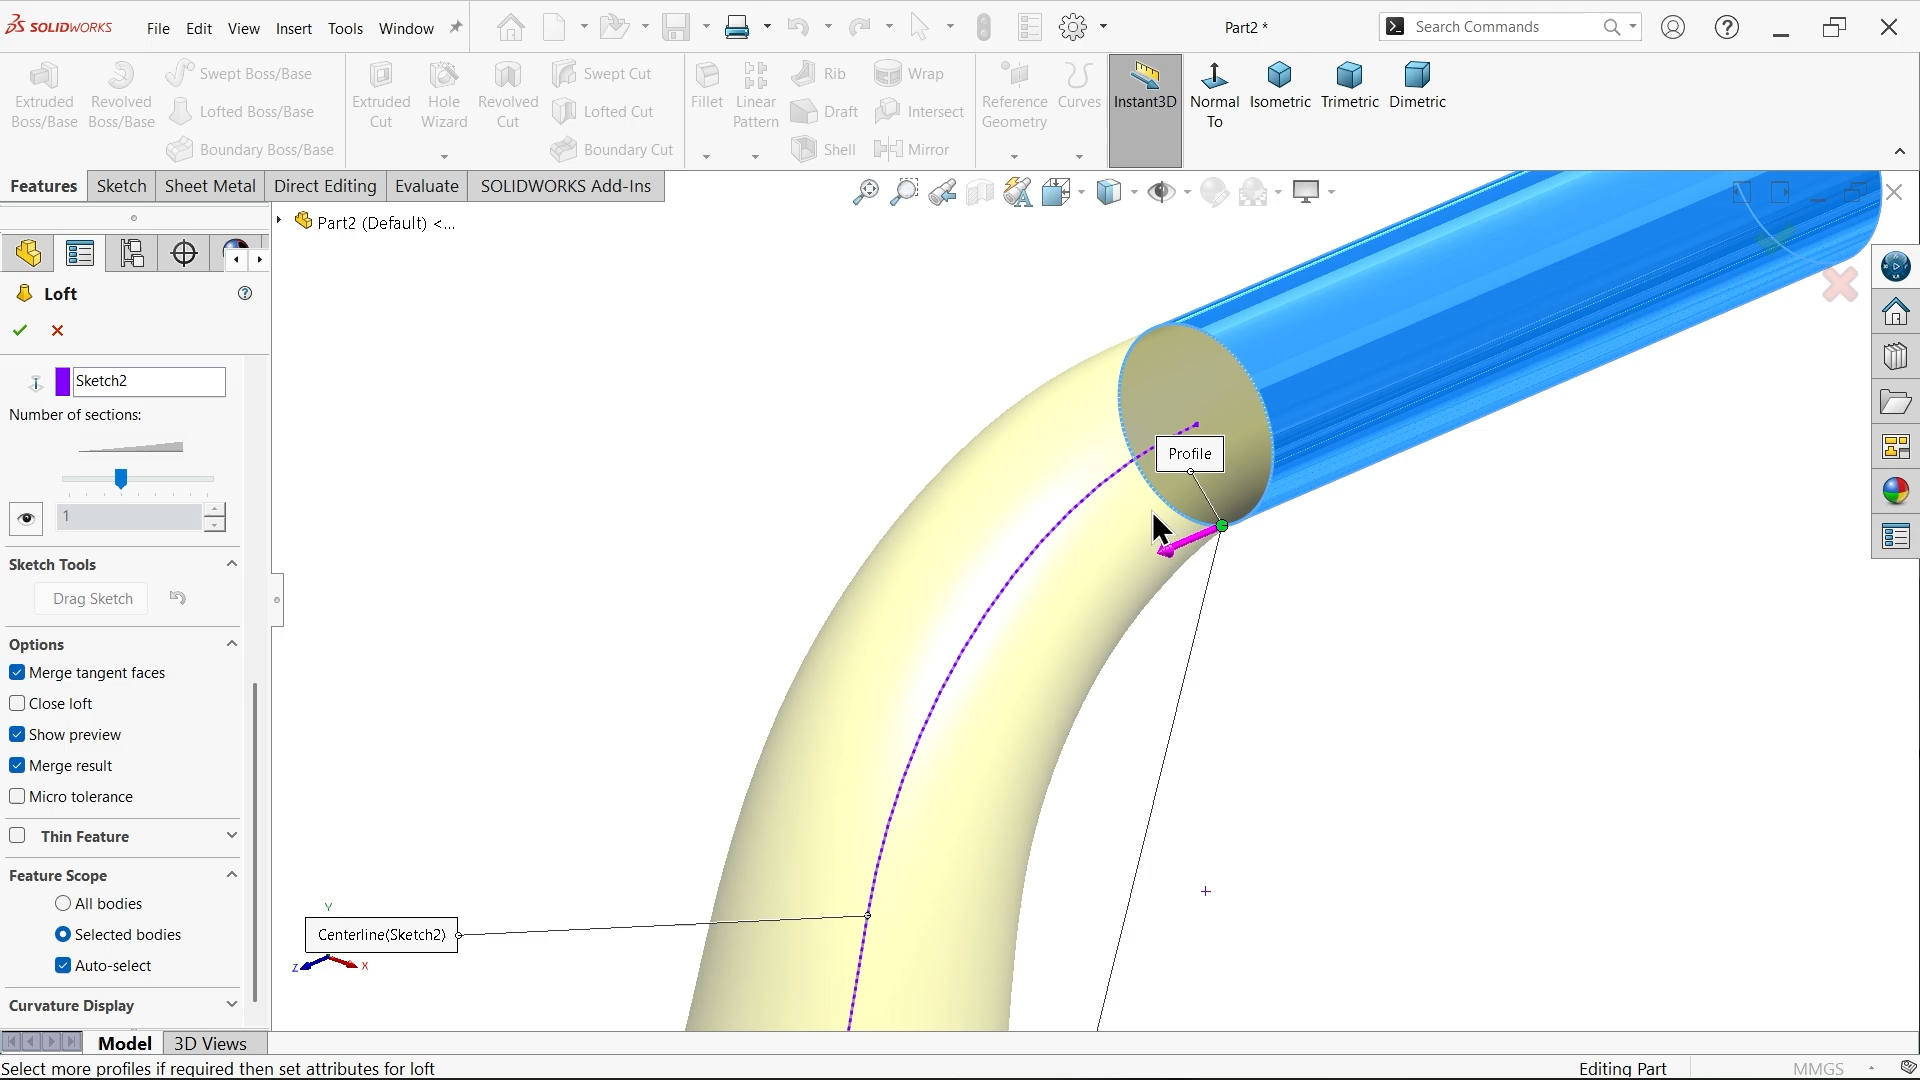 SOLIDWORKS
File Edit View Insert Tools Window
Part2 *
Search Commands
Extruded Boss/Base
Revolved Boss/Base
Swept Boss/Base
Lofted Boss/Base
Boundary Boss/Base
Extruded Cut
Hole Wizard
Revolved Cut
Swept Cut
Lofted Cut
Boundary Cut
Fillet
Linear Pattern
Rib
Draft
Shell
Wrap
Intersect
Mirror
Reference Geometry
Curves
Instant3D
Normal To
Isometric
Trimetric
Dimetric
Features Sketch Sheet Metal Direct Editing Evaluate SOLIDWORKS Add-Ins
Part2 (Default) <...
Loft
Sketch2
Number of sections:
1
Sketch Tools
Drag Sketch
Options
Merge tangent faces
Close loft
Show preview
Merge result
Micro tolerance
Thin Feature
Feature Scope
All bodies
Selected bodies
Auto-select
Curvature Display
Profile
Centerline(Sketch2)
Y
Z
X
Model 3D Views
Select more profiles if required then set attributes for loft
Editing Part
MMGS